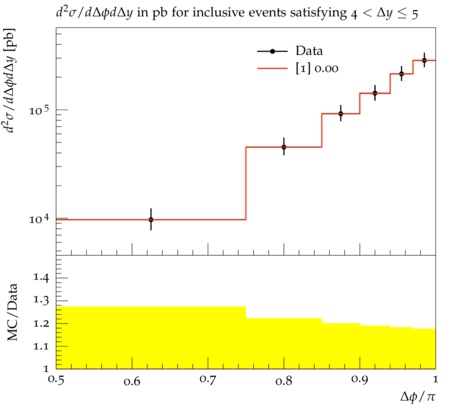 d²σ/dΔϕdΔy in pb for inclusive events satisfying 4 < Δy ≤ 5
d²σ/dΔϕdΔy [pb]
Data
[1] 0.00
10⁵
10⁴
MC/Data
1.4
1.3
1.2
1.1
1
0.5 0.6 0.7 0.8 0.9 1
Δϕ/π